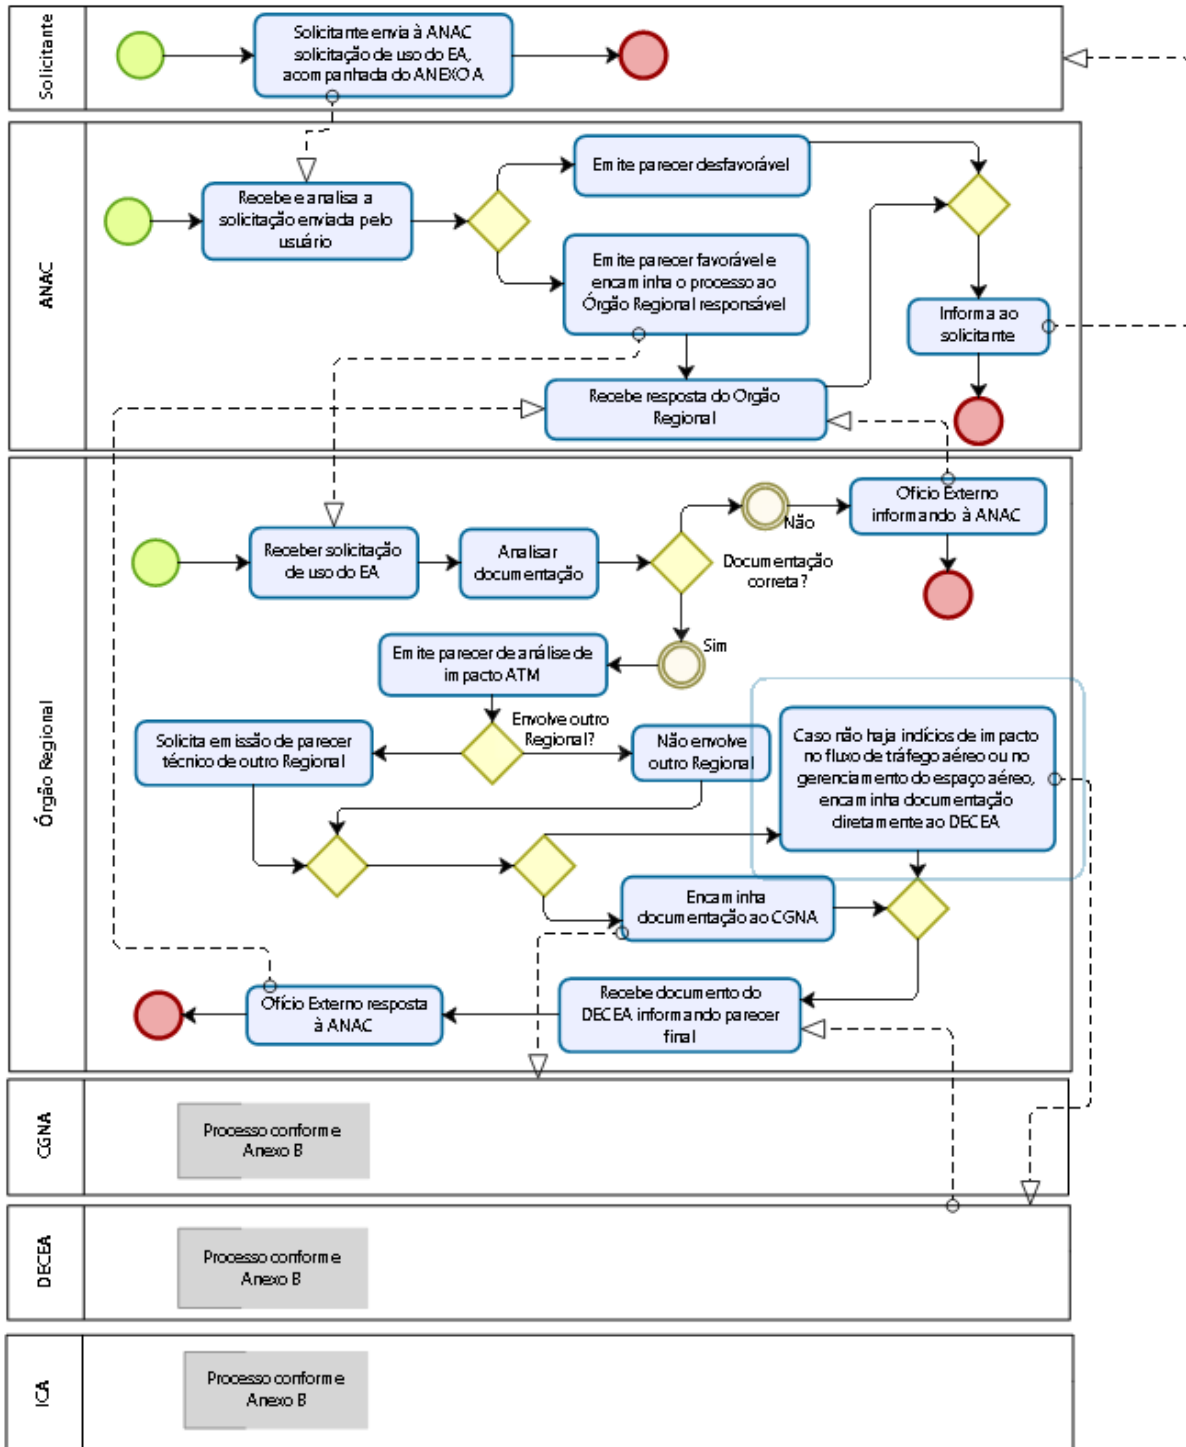 Solicitante
Solicitante envia à ANAC
solicitação de uso do EA,
acompanhada do ANEXO A
ANAC
Recebe e analisa a
solicitação enviada pelo
usuário
Emite parecer desfavorável
Emite parecer favorável e
encaminha o processo ao
Órgão Regional responsável
Informa ao
solicitante
Recebe resposta do Orgão
Regional
Órgão Regional
Receber solicitação
de uso do EA
Analisar
documentação
Não
Documentação
correta?
Oficio Externo
informando à ANAC
Sim
Emite parecer de análise de
impacto ATM
Envolve outro
Regional?
Solicita emissão de parecer
técnico de outro Regional
Não envolve
outro Regional
Caso não haja indícios de impacto
no fluxo de tráfego aéreo ou no
gerenciamento do espaço aéreo,
encaminha documentação
diretamente ao DECEA
Encaminha
documentação ao CGNA
Recebe documento do
DECEA informando parecer
final
Ofício Externo resposta
à ANAC
CGNA
Processo conforme
Anexo B
DECEA
Processo conforme
Anexo B
ICA
Processo conforme
Anexo B